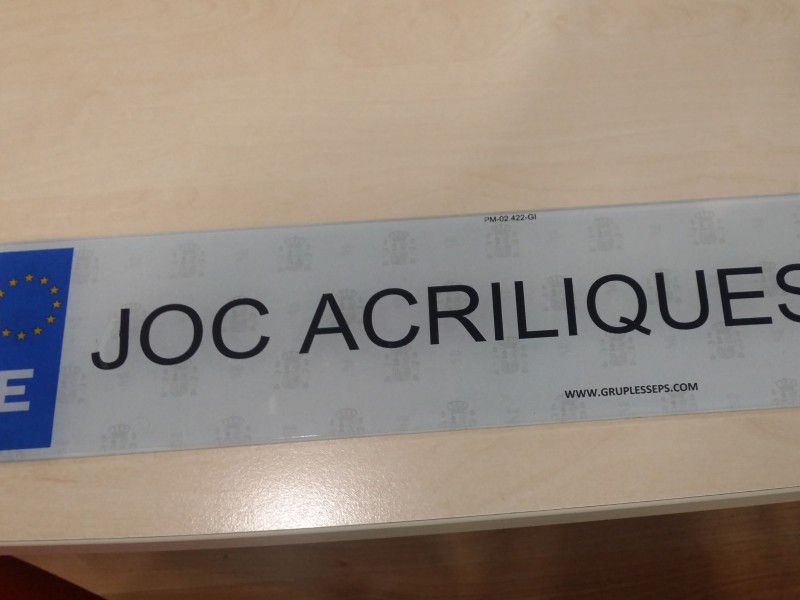 PM-02.422-GI
E
JOC ACRILIQUES
WWW.GRUPLESSEPS.COM